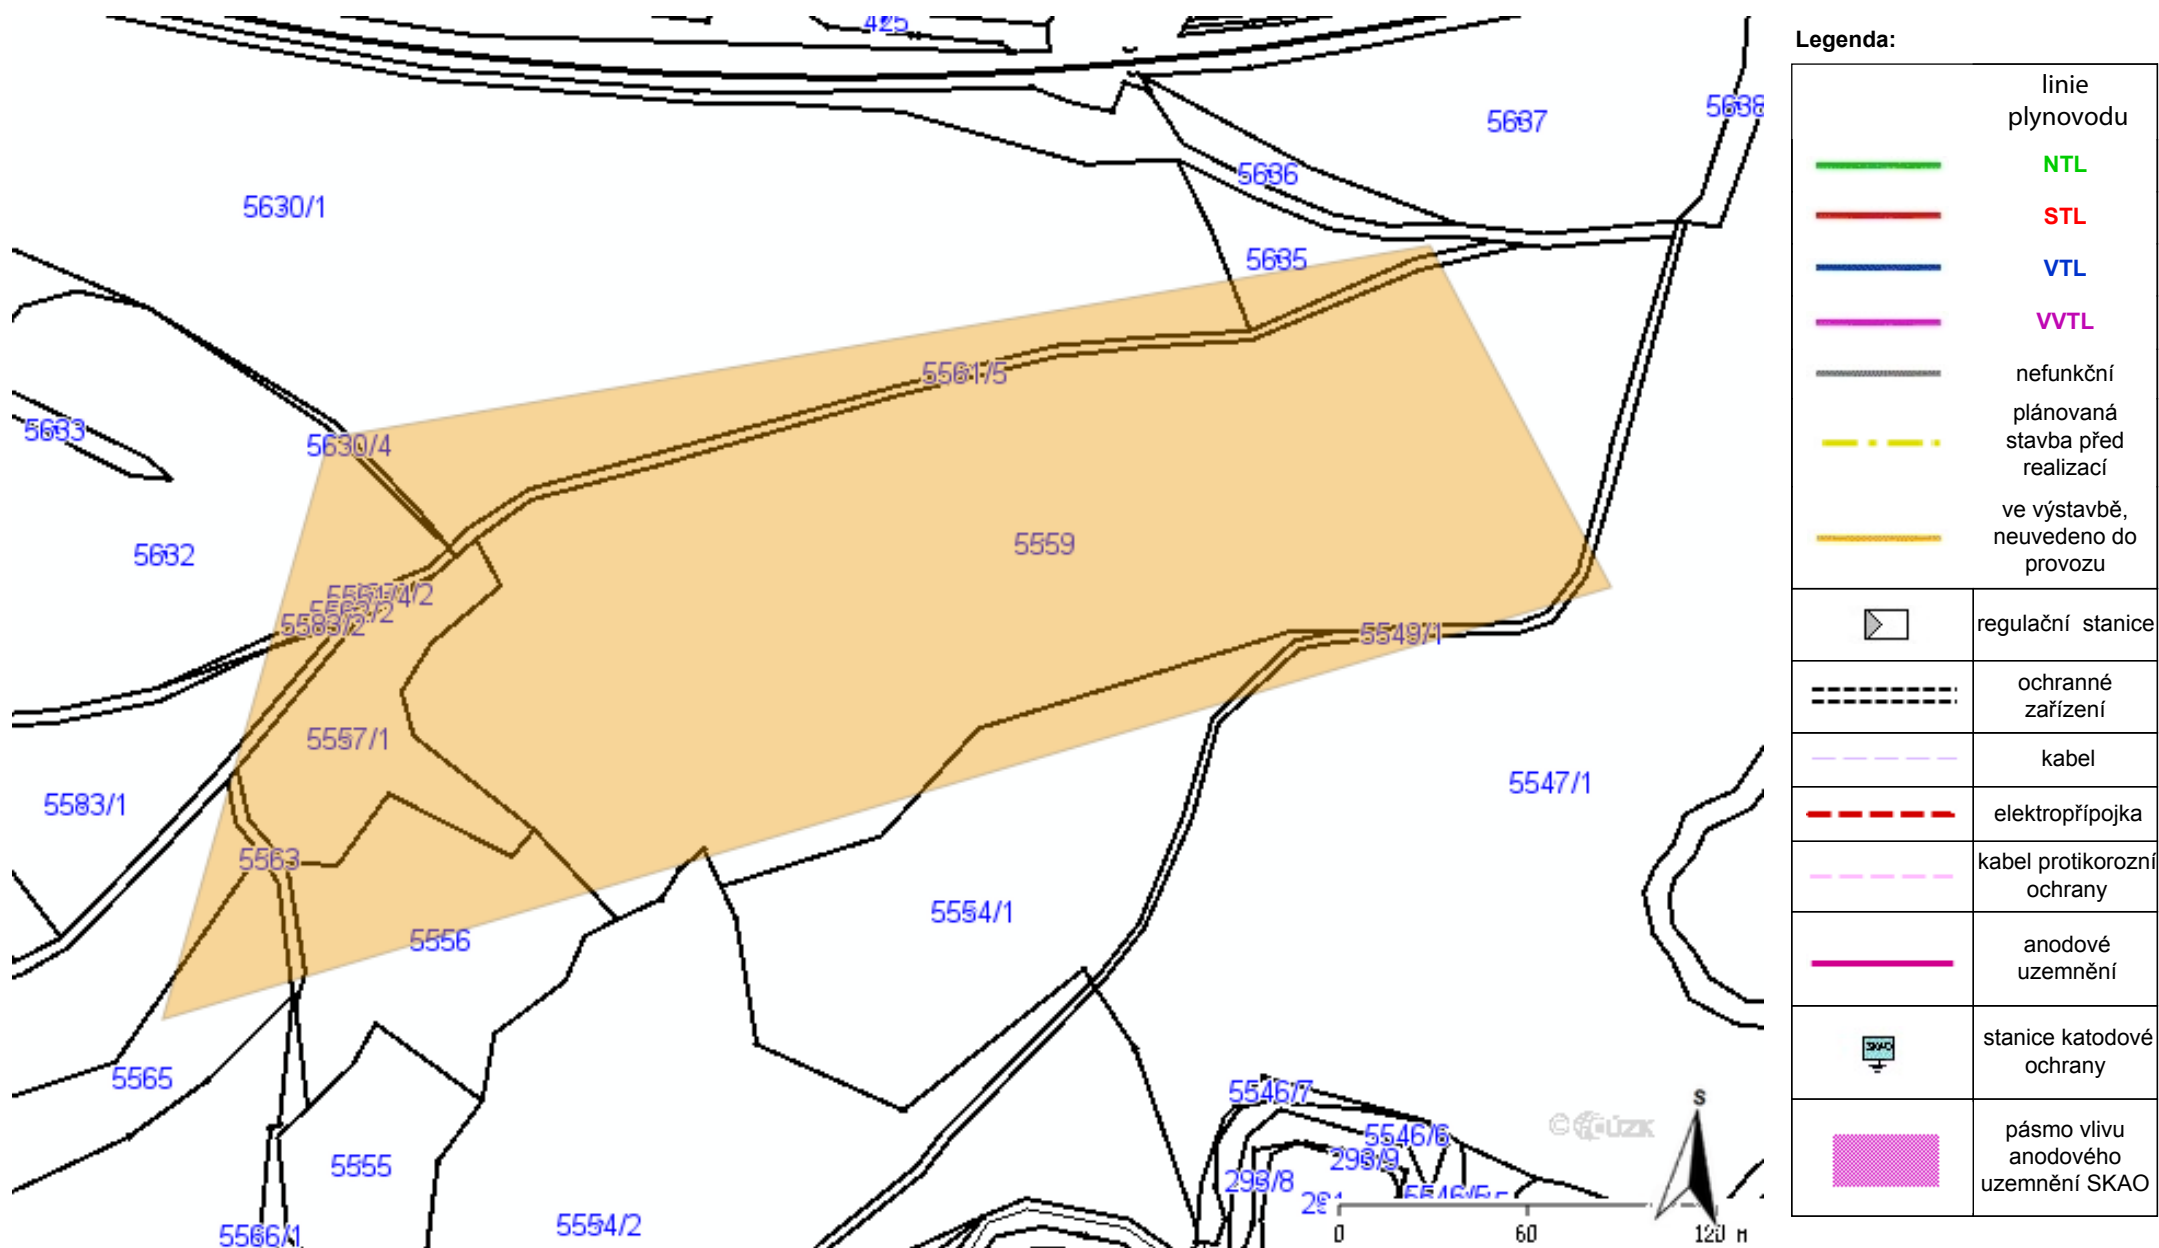 425
5637
5638
5636
5630/1
5635
5561/5
5633
5630/4
5559
5632
5583/2
5549/1
5557/1
5547/1
5583/1
5563
5554/1
5556
5565
5546/7
5546/6
293/9
5555
293/8
5554/2
5566/1
S
0
60
120 M
Legenda:
linie
plynovodu
NTL
STL
VTL
VVTL
nefunkční
plánovaná
stavba před
realizací
ve výstavbě,
neuvedeno do
provozu
regulační stanice
ochranné
zařízení
kabel
elektropřípojka
kabel protikorozní
ochrany
anodové
uzemnění
SKAO
stanice katodové
ochrany
pásmo vlivu
anodového
uzemnění SKAO